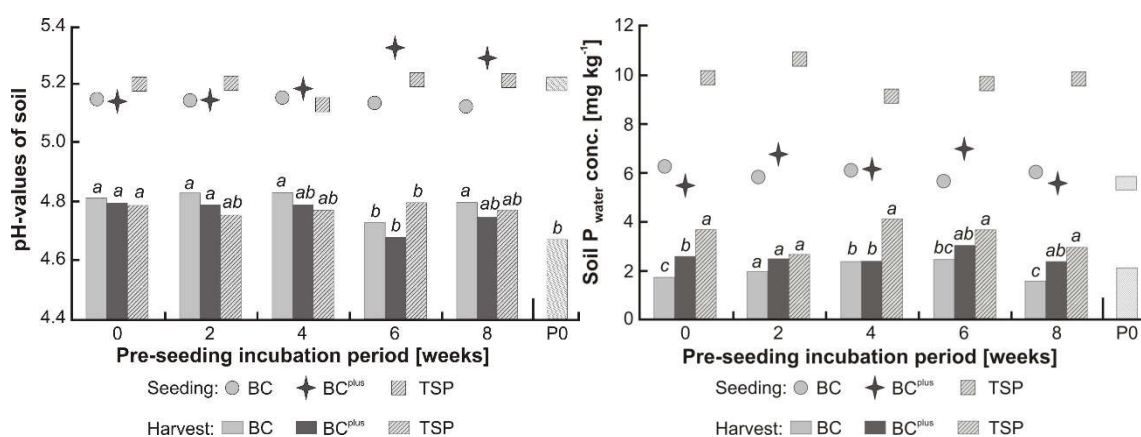 5.4
5.2
5.0
4.8
4.6
4.4
pH-values of soil
a a a
a a ab
a ab ab
b b b
a ab ab
b
0 2 4 6 8 P0
Pre-seeding incubation period [weeks]
Seeding: BC BCplus TSP
Harvest: BC BCplus TSP
12
10
8
6
4
2
0
Soil P water conc. [mg kg-1]
c b a
a a a
b b a
bc ab a
c ab a
0 2 4 6 8 P0
Pre-seeding incubation period [weeks]
Seeding: BC BCplus TSP
Harvest: BC BCplus TSP